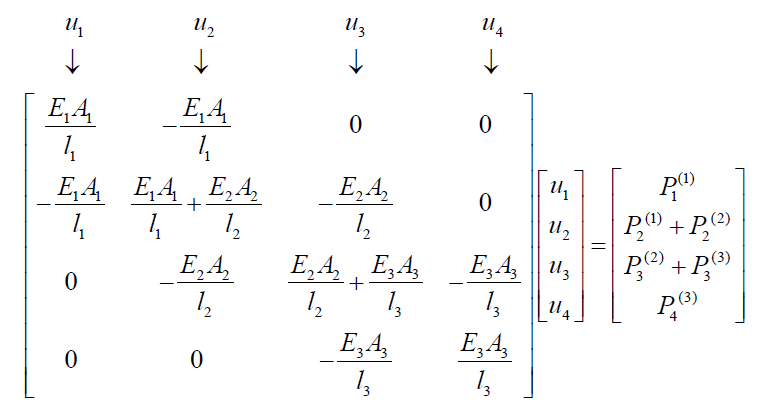 u₁ u₂ u₃ u₄
↓ ↓ ↓ ↓
[ E₁A₁/l₁ −E₁A₁/l₁ 0 0 ]
[ −E₁A₁/l₁ E₁A₁/l₁ + E₂A₂/l₂ −E₂A₂/l₂ 0 ] [ u₁ ] [ P₁⁽¹⁾ ]
[ u₂ ] = [ P₂⁽¹⁾ + P₂⁽²⁾ ]
[ 0 −E₂A₂/l₂ E₂A₂/l₂ + E₃A₃/l₃ −E₃A₃/l₃ ] [ u₃ ] [ P₃⁽²⁾ + P₃⁽³⁾ ]
[ u₄ ] [ P₄⁽³⁾ ]
[ 0 0 −E₃A₃/l₃ E₃A₃/l₃ ]